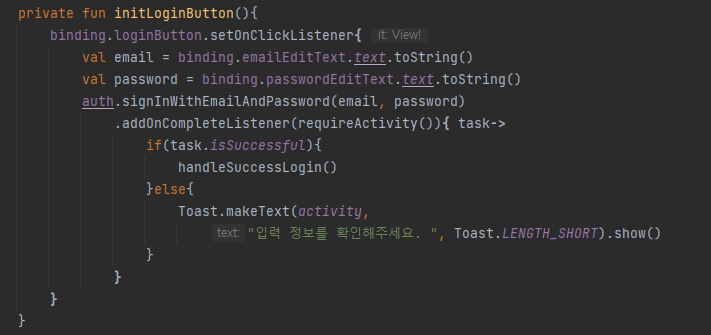 private fun initLoginButton(){
binding.loginButton.setOnClickListener{ it: View!
val email = binding.emailEditText.text.toString()
val password = binding.passwordEditText.text.toString()
auth.signInWithEmailAndPassword(email, password)
.addOnCompleteListener(requireActivity()){ task->
if(task.isSuccessful){
handleSuccessLogin()
}else{
Toast.makeText(activity,
text: "입력 정보를 확인해주세요. ", Toast.LENGTH_SHORT).show()
}
}
}
}